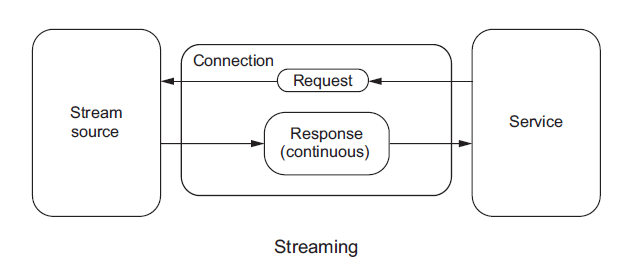 Connection
Request
Stream
source
Response
(continuous)
Service
Streaming